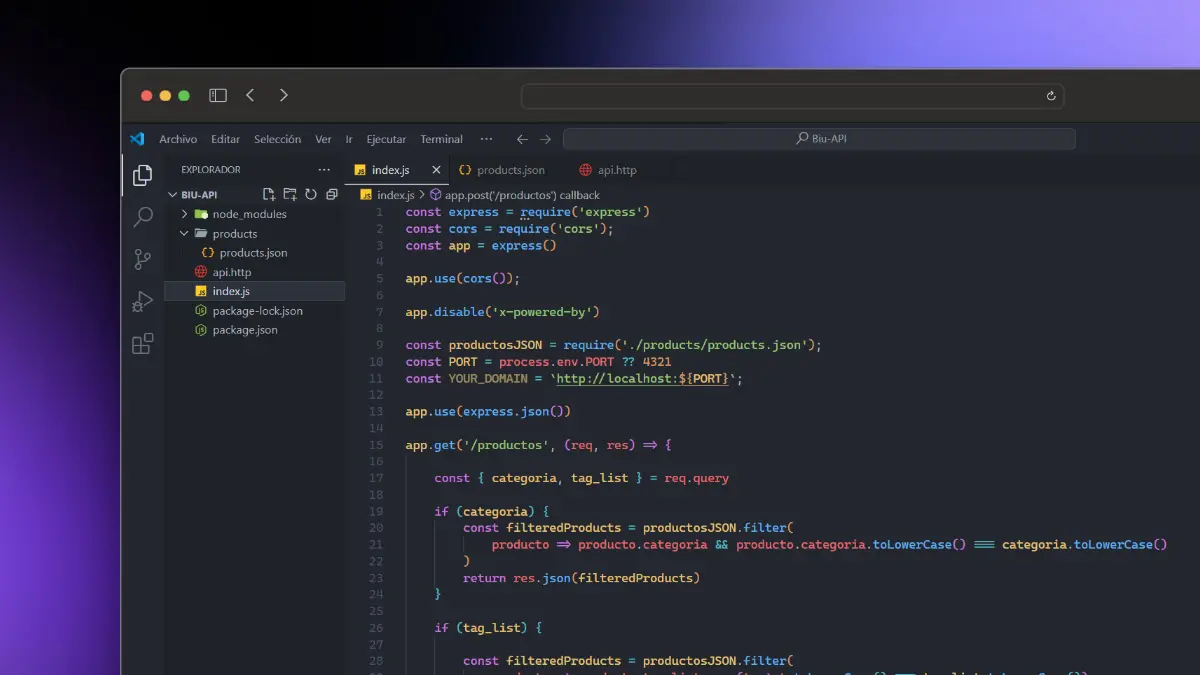 Archivo Editar Selección Ver Ir Ejecutar Terminal ··· Biu-API
EXPLORADOR ···
BIU-API
node_modules
products
products.json
api.http
index.js
package-lock.json
package.json
index.js products.json api.http
index.js > app.post('/productos') callback
1 const express = require('express')
2 const cors = require('cors');
3 const app = express()
4
5 app.use(cors());
6
7 app.disable('x-powered-by')
8
9 const productosJSON = require('./products/products.json');
10 const PORT = process.env.PORT ?? 4321
11 const YOUR_DOMAIN = `http://localhost:${PORT}`;
12
13 app.use(express.json())
14
15 app.get('/productos', (req, res) => {
16
17 const { categoria, tag_list } = req.query
18
19 if (categoria) {
20 const filteredProducts = productosJSON.filter(
21 producto => producto.categoria && producto.categoria.toLowerCase() === categoria.toLowerCase()
22 )
23 return res.json(filteredProducts)
24 }
25
26 if (tag_list) {
27
28 const filteredProducts = productosJSON.filter(